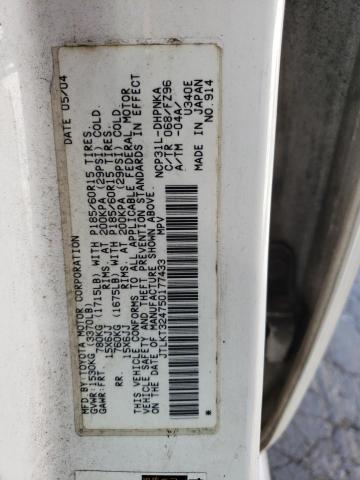 MFD.BY TOYOTA MOTOR CORPORATION DATE 05/04
GVWR:1530KG (3370LB)
GAWR:FRT. 780KG (1715LB) WITH P185/60R15 TIRES.
15X6JJ RIMS. AT 200KPA (29PSI) COLD.
RR. 760KG (1675LB) WITH P185/60R15 TIRES.
15X6JJ RIMS. AT 200KPA (29PSI) COLD.
THIS VEHICLE CONFORMS TO ALL APPLICABLE FEDERAL MOTOR
VEHICLE SAFETY AND THEFT PREVENTION STANDARDS IN EFFECT
ON THE DATE OF MANUFACTURE SHOWN ABOVE.
JTLKT324750177433 MPV
NCP31L-DHPNKA
C/TR 068/FZ96
A/TM -04A/ U340E
MADE IN JAPAN
* NO.914